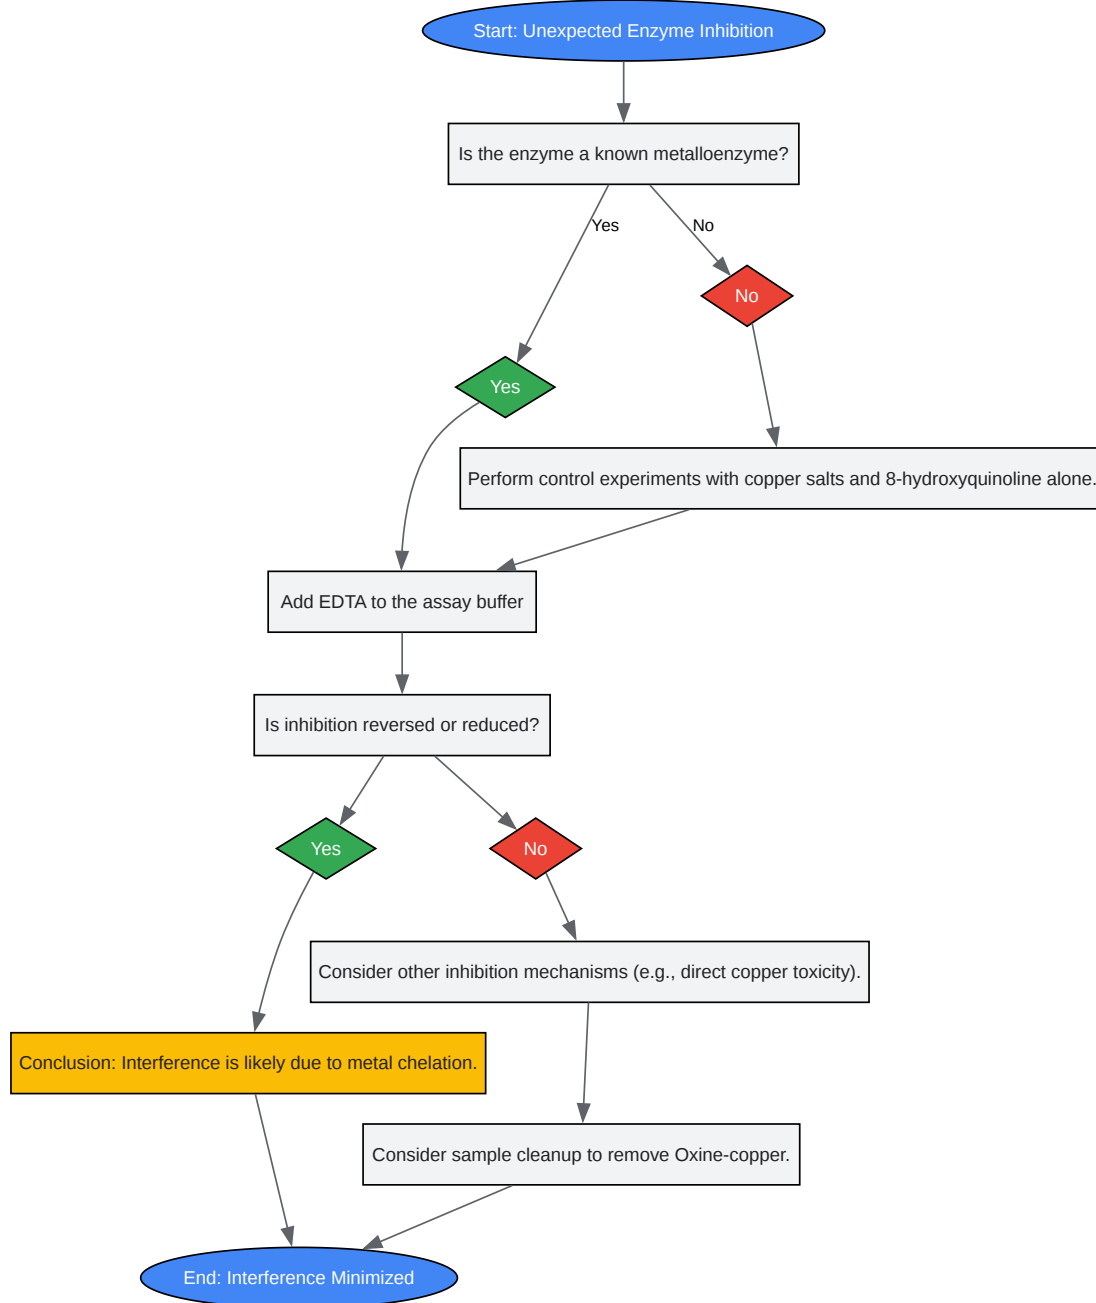 Start: Unexpected Enzyme Inhibition
Is the enzyme a known metalloenzyme?
Yes
No
No
Yes
Perform control experiments with copper salts and 8-hydroxyquinoline alone.
Add EDTA to the assay buffer
Is inhibition reversed or reduced?
Yes
No
Consider other inhibition mechanisms (e.g., direct copper toxicity).
Conclusion: Interference is likely due to metal chelation.
Consider sample cleanup to remove Oxine-copper.
End: Interference Minimized